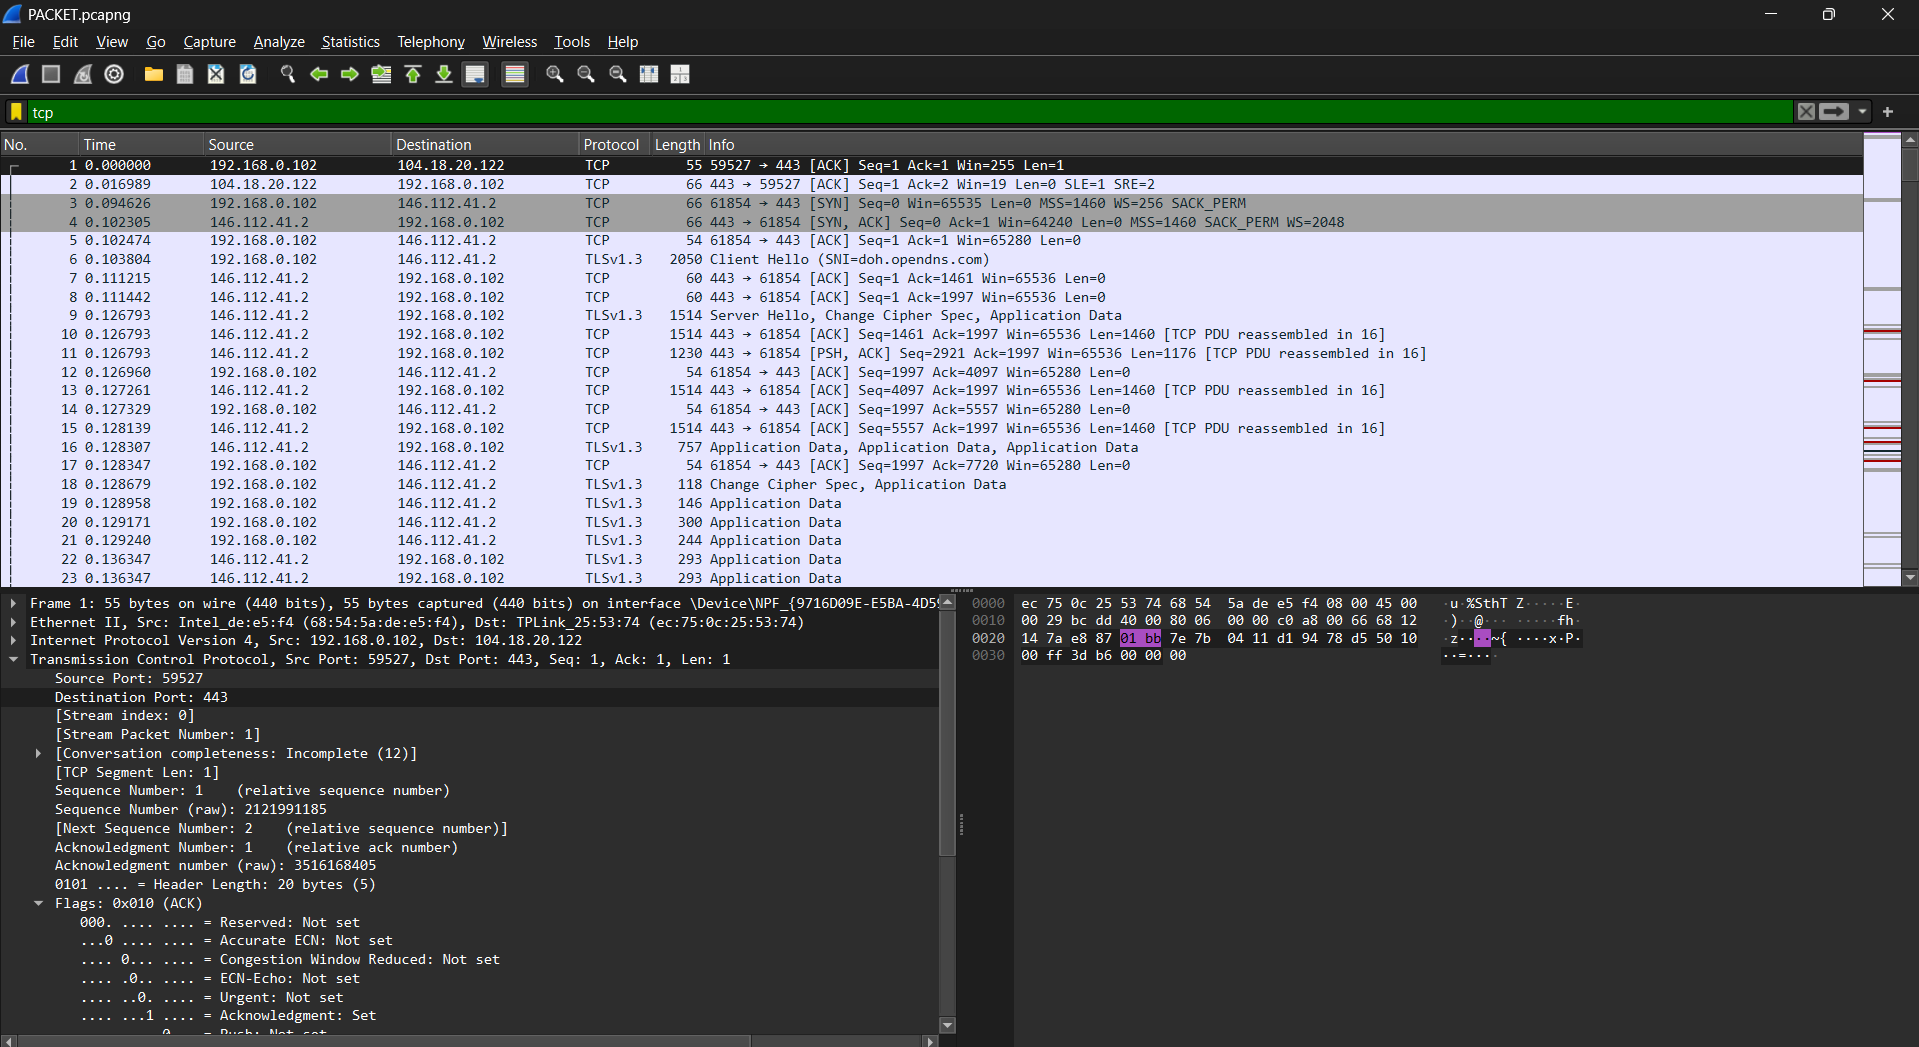 PACKET.pcapng
File Edit View Go Capture Analyze Statistics Telephony Wireless Tools Help
tcp
No. Time Source Destination Protocol Length Info
1 0.000000 192.168.0.102 104.18.20.122 TCP 55 59527 → 443 [ACK] Seq=1 Ack=1 Win=255 Len=1
2 0.016989 104.18.20.122 192.168.0.102 TCP 66 443 → 59527 [ACK] Seq=1 Ack=2 Win=19 Len=0 SLE=1 SRE=2
3 0.094626 192.168.0.102 146.112.41.2 TCP 66 61854 → 443 [SYN] Seq=0 Win=65535 Len=0 MSS=1460 WS=256 SACK_PERM
4 0.102305 146.112.41.2 192.168.0.102 TCP 66 443 → 61854 [SYN, ACK] Seq=0 Ack=1 Win=64240 Len=0 MSS=1460 SACK_PERM WS=2048
5 0.102474 192.168.0.102 146.112.41.2 TCP 54 61854 → 443 [ACK] Seq=1 Ack=1 Win=65280 Len=0
6 0.103804 192.168.0.102 146.112.41.2 TLSv1.3 2050 Client Hello (SNI=doh.opendns.com)
7 0.111215 146.112.41.2 192.168.0.102 TCP 60 443 → 61854 [ACK] Seq=1 Ack=1461 Win=65536 Len=0
8 0.111442 146.112.41.2 192.168.0.102 TCP 60 443 → 61854 [ACK] Seq=1 Ack=1997 Win=65536 Len=0
9 0.126793 146.112.41.2 192.168.0.102 TLSv1.3 1514 Server Hello, Change Cipher Spec, Application Data
10 0.126793 146.112.41.2 192.168.0.102 TCP 1514 443 → 61854 [ACK] Seq=1461 Ack=1997 Win=65536 Len=1460 [TCP PDU reassembled in 16]
11 0.126793 146.112.41.2 192.168.0.102 TCP 1230 443 → 61854 [PSH, ACK] Seq=2921 Ack=1997 Win=65536 Len=1176 [TCP PDU reassembled in 16]
12 0.126960 192.168.0.102 146.112.41.2 TCP 54 61854 → 443 [ACK] Seq=1997 Ack=4097 Win=65280 Len=0
13 0.127261 146.112.41.2 192.168.0.102 TCP 1514 443 → 61854 [ACK] Seq=4097 Ack=1997 Win=65536 Len=1460 [TCP PDU reassembled in 16]
14 0.127329 192.168.0.102 146.112.41.2 TCP 54 61854 → 443 [ACK] Seq=1997 Ack=5557 Win=65280 Len=0
15 0.128139 146.112.41.2 192.168.0.102 TCP 1514 443 → 61854 [ACK] Seq=5557 Ack=1997 Win=65536 Len=1460 [TCP PDU reassembled in 16]
16 0.128307 146.112.41.2 192.168.0.102 TLSv1.3 757 Application Data, Application Data, Application Data
17 0.128347 192.168.0.102 146.112.41.2 TCP 54 61854 → 443 [ACK] Seq=1997 Ack=7720 Win=65280 Len=0
18 0.128679 192.168.0.102 146.112.41.2 TLSv1.3 118 Change Cipher Spec, Application Data
19 0.128958 192.168.0.102 146.112.41.2 TLSv1.3 146 Application Data
20 0.129171 192.168.0.102 146.112.41.2 TLSv1.3 300 Application Data
21 0.129240 192.168.0.102 146.112.41.2 TLSv1.3 244 Application Data
22 0.136347 146.112.41.2 192.168.0.102 TLSv1.3 293 Application Data
23 0.136347 146.112.41.2 192.168.0.102 TLSv1.3 293 Application Data
Frame 1: 55 bytes on wire (440 bits), 55 bytes captured (440 bits) on interface \Device\NPF_{9716D09E-E5BA-4D5
Ethernet II, Src: Intel_de:e5:f4 (68:54:5a:de:e5:f4), Dst: TPLink_25:53:74 (ec:75:0c:25:53:74)
Internet Protocol Version 4, Src: 192.168.0.102, Dst: 104.18.20.122
Transmission Control Protocol, Src Port: 59527, Dst Port: 443, Seq: 1, Ack: 1, Len: 1
Source Port: 59527
Destination Port: 443
[Stream index: 0]
[Stream Packet Number: 1]
[Conversation completeness: Incomplete (12)]
[TCP Segment Len: 1]
Sequence Number: 1 (relative sequence number)
Sequence Number (raw): 2121991185
[Next Sequence Number: 2 (relative sequence number)]
Acknowledgment Number: 1 (relative ack number)
Acknowledgment number (raw): 3516168405
0101 .... = Header Length: 20 bytes (5)
Flags: 0x010 (ACK)
000. .... .... = Reserved: Not set
...0 .... .... = Accurate ECN: Not set
.... 0... .... = Congestion Window Reduced: Not set
.... .0.. .... = ECN-Echo: Not set
.... ..0. .... = Urgent: Not set
.... ...1 .... = Acknowledgment: Set
0000 ec 75 0c 25 53 74 68 54 5a de e5 f4 08 00 45 00 ·u·%SthT Z·····E·
0010 00 29 bc dd 40 00 80 06 00 00 c0 a8 00 66 68 12 ·)··@··· ·····fh·
0020 14 7a e8 87 01 bb 7e 7b 04 11 d1 94 78 d5 50 10 ·z····~{ ····x·P·
0030 00 ff 3d b6 00 00 00 ··=····